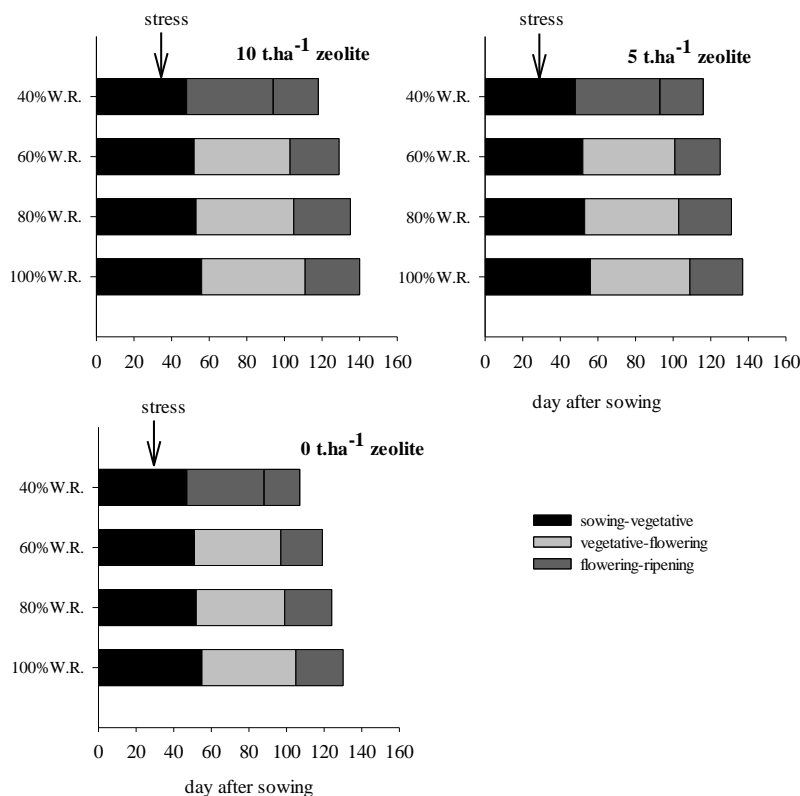 stress
10 t.ha⁻¹ zeolite
40%W.R.
60%W.R.
80%W.R.
100%W.R.
0 20 40 60 80 100 120 140 160
stress
5 t.ha⁻¹ zeolite
40%W.R.
60%W.R.
80%W.R.
100%W.R.
0 20 40 60 80 100 120 140 160
day after sowing
stress
0 t.ha⁻¹ zeolite
40%W.R.
60%W.R.
80%W.R.
100%W.R.
0 20 40 60 80 100 120 140 160
day after sowing
sowing-vegetative
vegetative-flowering
flowering-ripening